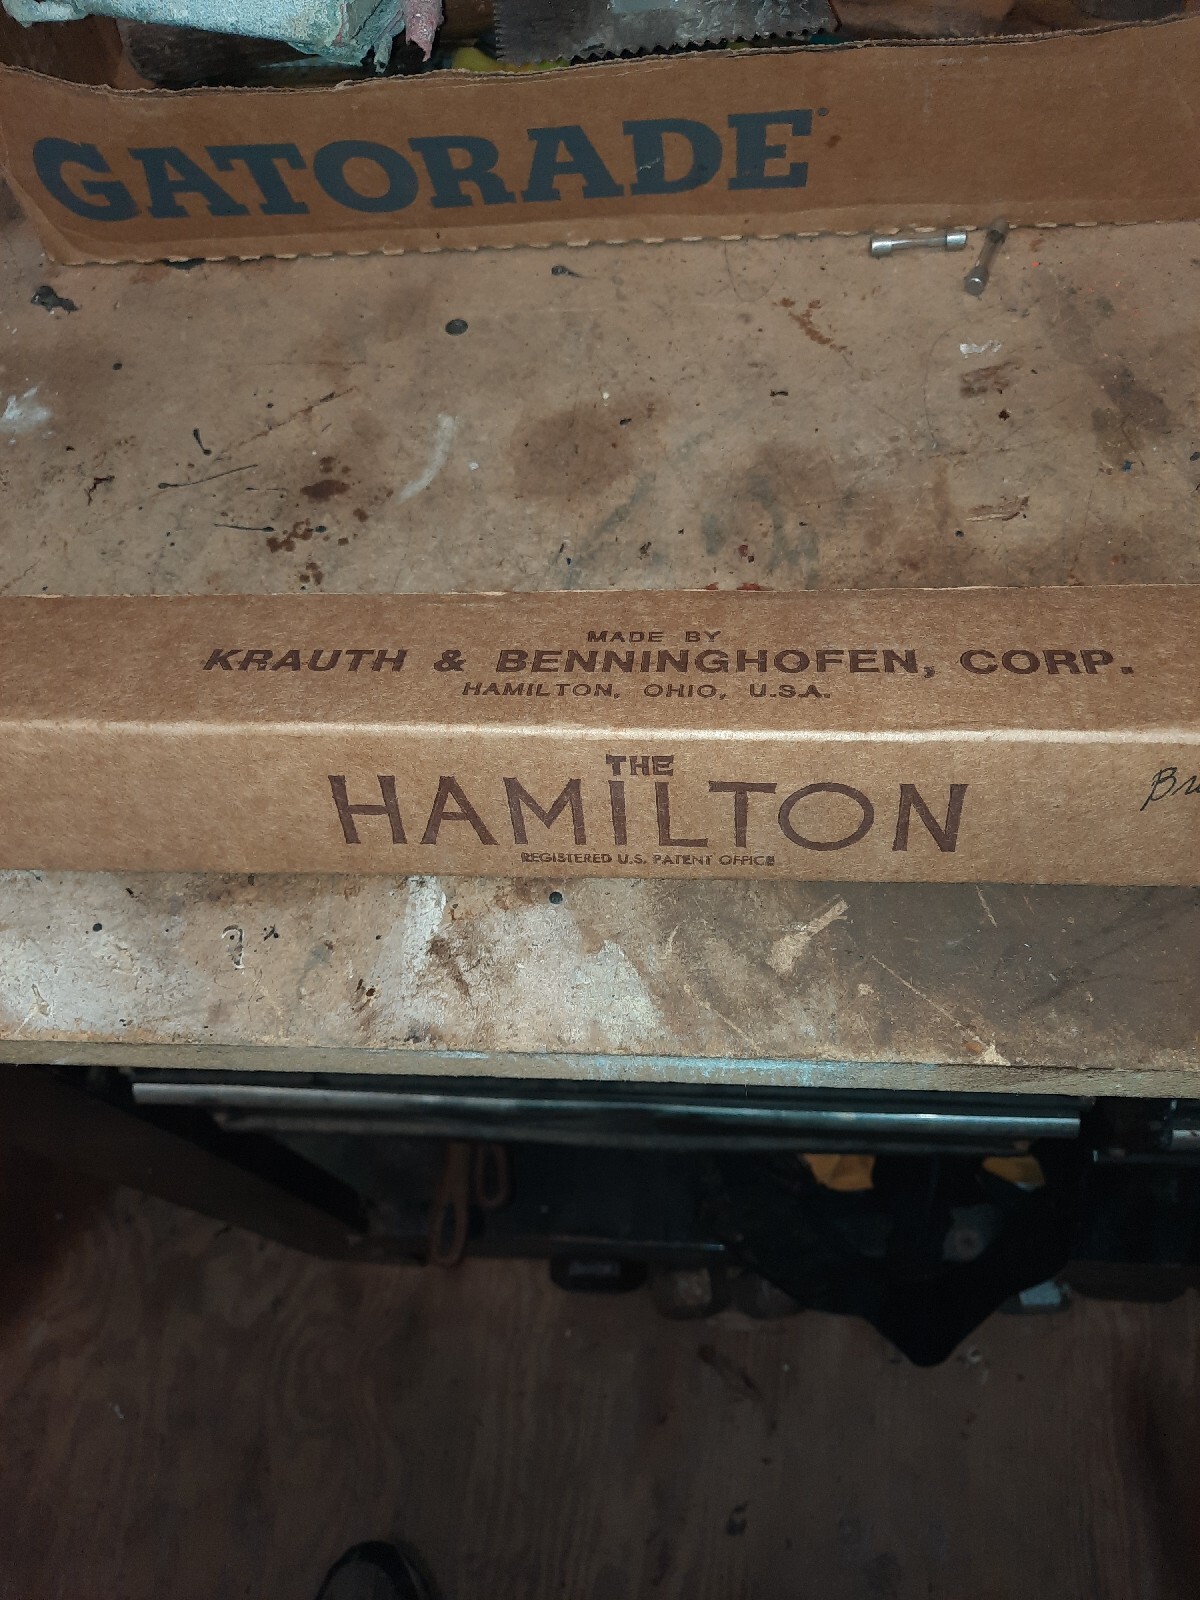 GATORADE
MADE BY
KRAUTH & BENNINGHOFEN, CORP.
HAMILTON, OHIO, U.S.A.
THE
HAMILTON
REGISTERED U.S. PATENT OFFICE